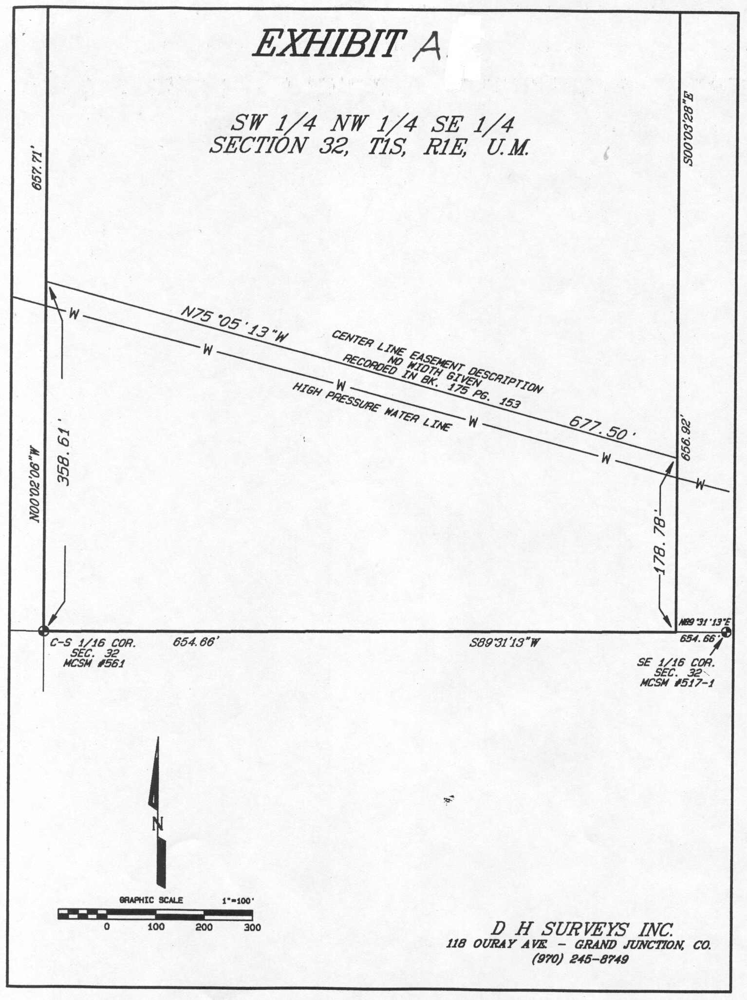 EXHIBIT A
SW 1/4 NW 1/4 SE 1/4
SECTION 32, T1S, R1E, U.M.
657.71'
S00°03'28"E
N75°05'13"W
CENTER LINE EASEMENT DESCRIPTION
NO WIDTH GIVEN
RECORDED IN BK. 175 PG. 153
W
W
W
W
W
W
HIGH PRESSURE WATER LINE
677.50'
656.92'
358.61'
N00°02'06"W
178.78'
N89°31'13"E
654.66'
C-S 1/16 COR.
SEC. 32
MCSM #561
654.66'
S89°31'13"W
SE 1/16 COR.
SEC. 32
MCSM #517-1
N
GRAPHIC SCALE 1"=100'
0 100 200 300
D H SURVEYS INC.
118 OURAY AVE. - GRAND JUNCTION, CO.
(970) 245-8749